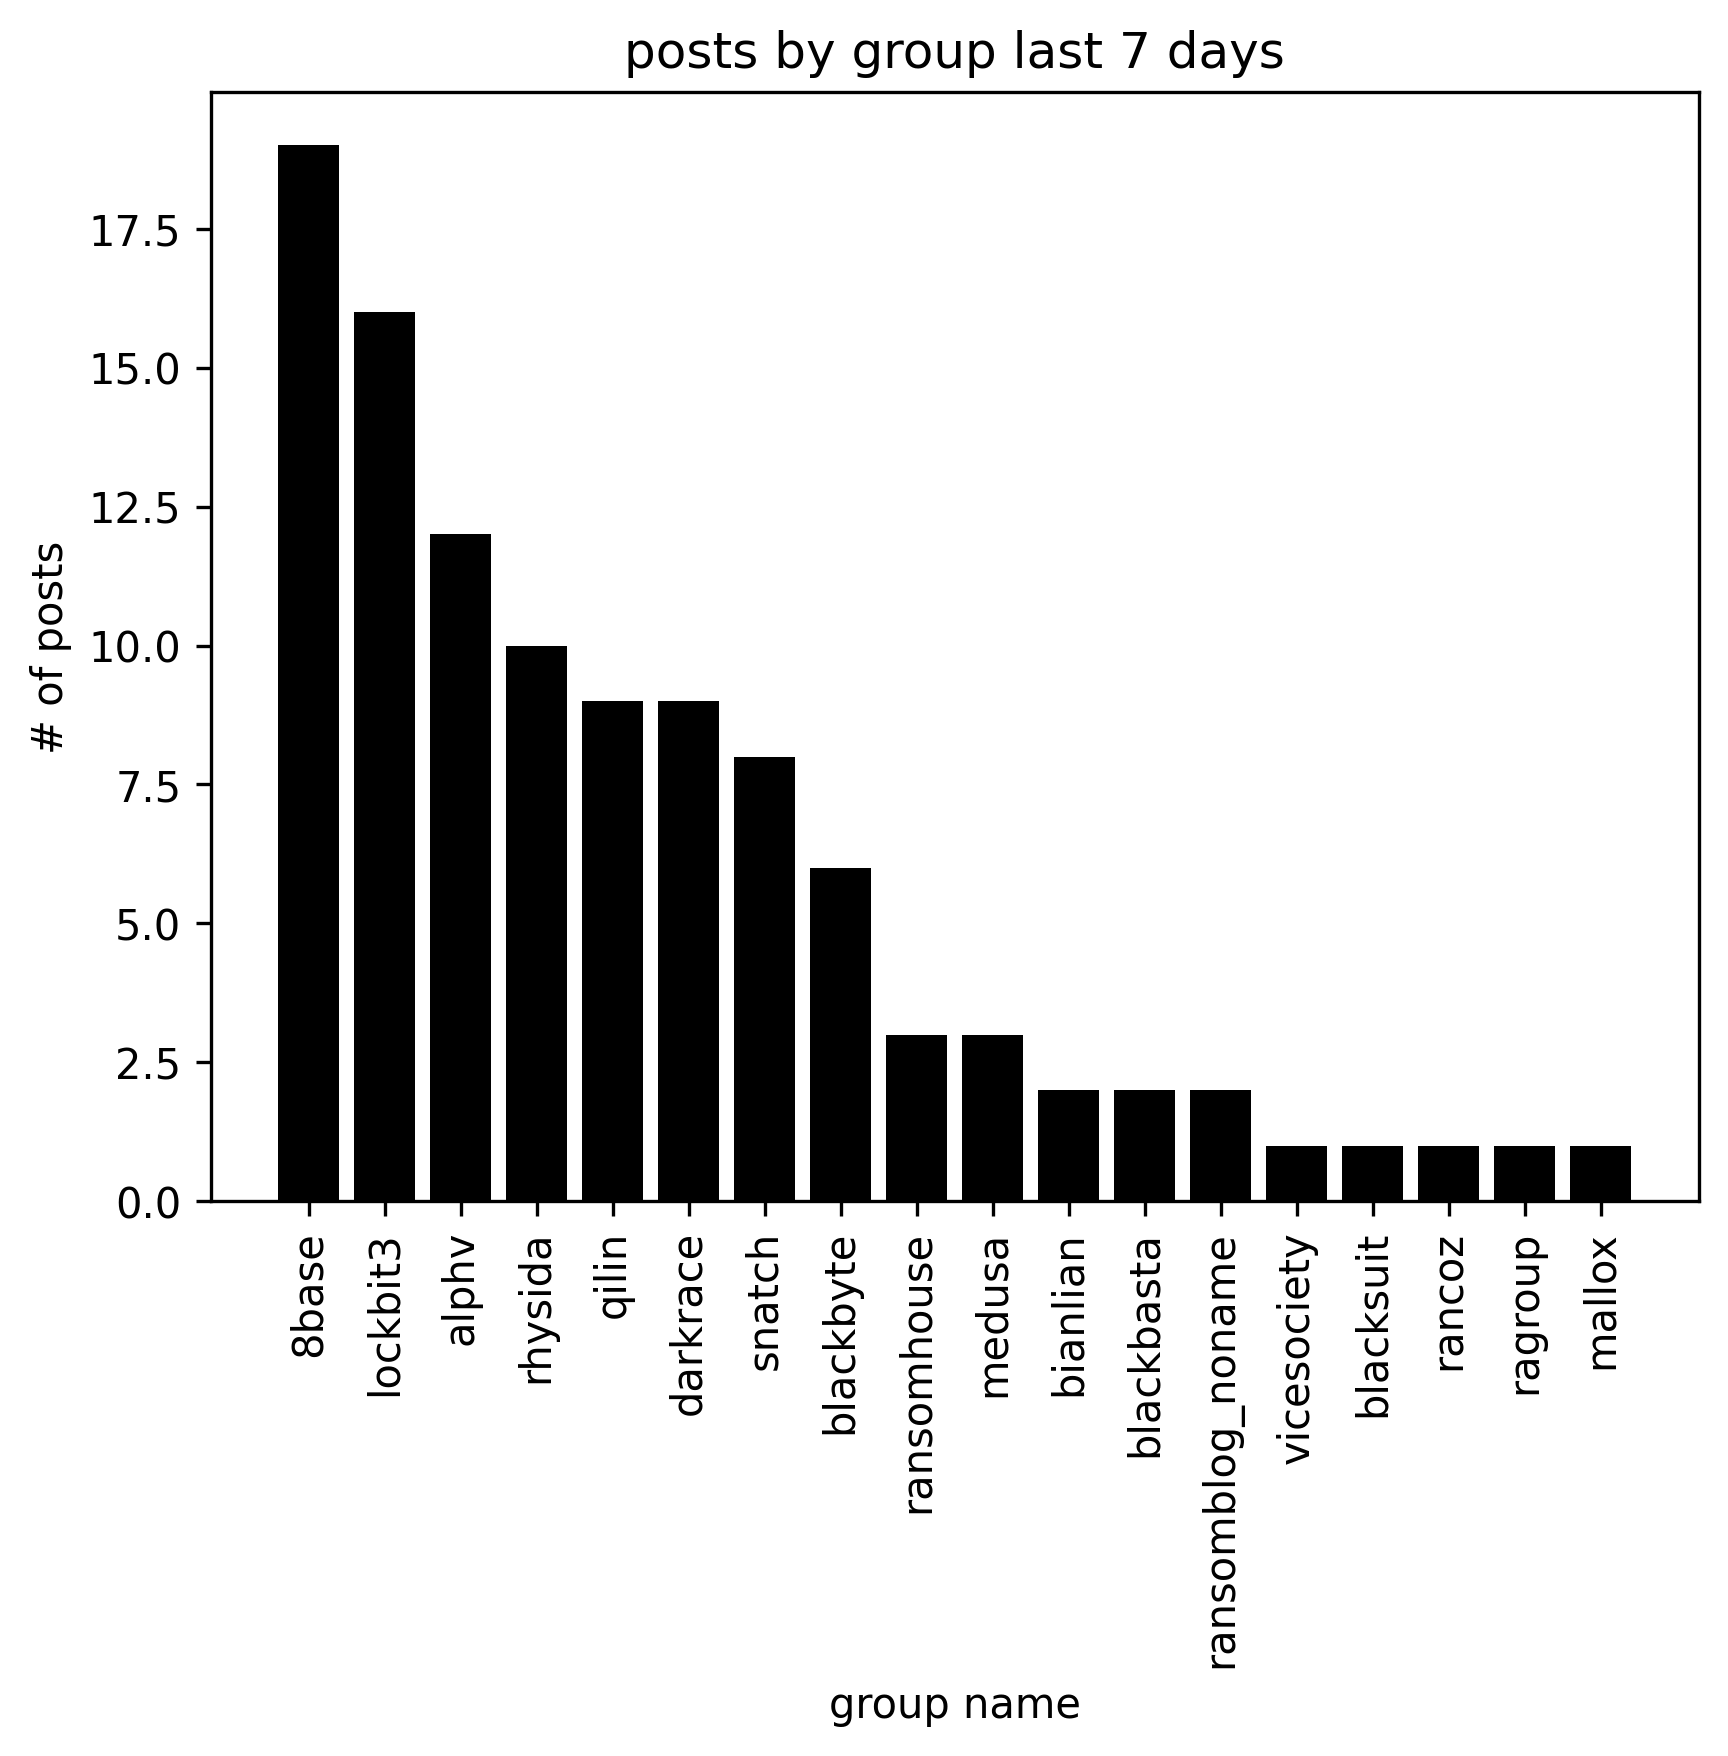 posts by group last 7 days
# of posts
17.5
15.0
12.5
10.0
7.5
5.0
2.5
0.0
8base
lockbit3
alphv
rhysida
qilin
darkrace
snatch
blackbyte
ransomhouse
medusa
bianlian
blackbasta
ransomblog_noname
vicesociety
blacksuit
rancoz
ragroup
mallox
group name